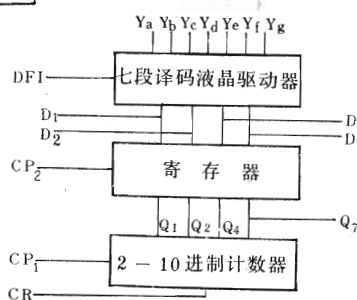 Ya Yb Yc Yd Ye Yf Yg
DFI
七段译码液晶驱动器
D1
D
D2
D
CP2
寄存器
Q1 Q2 Q4
Q7
CP1
2-10进制计数器
CR